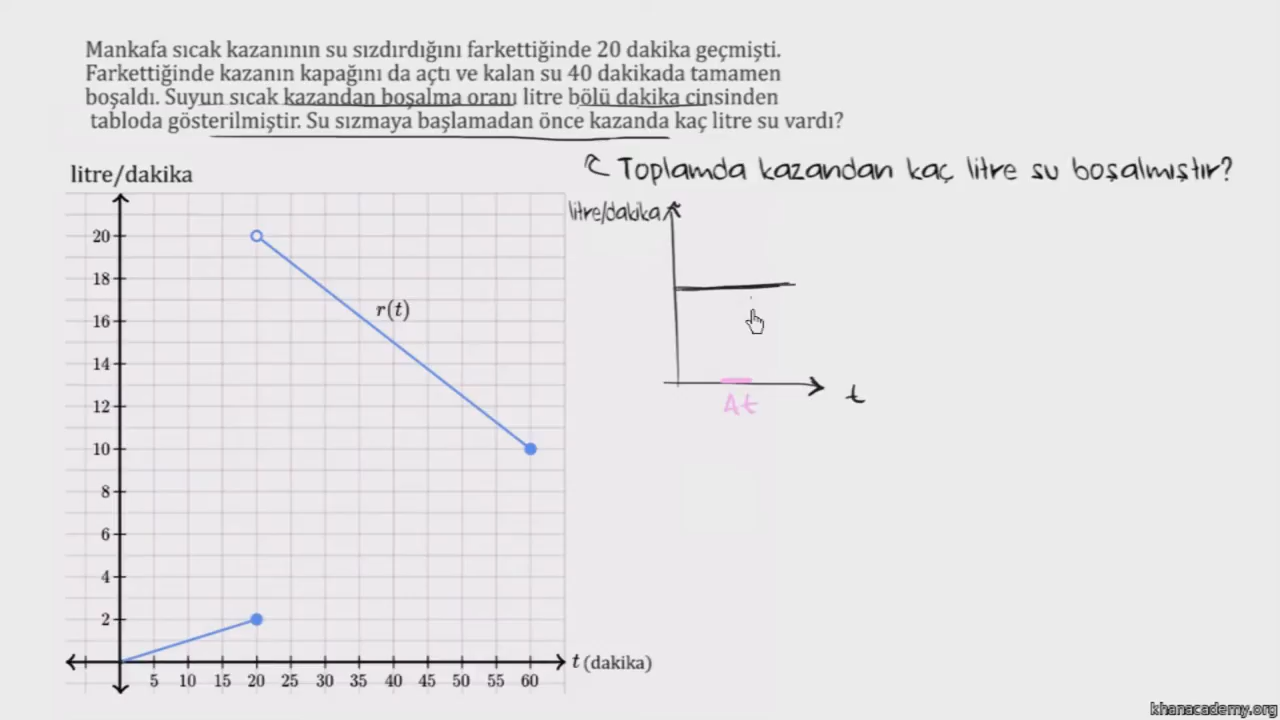 Mankafa sıcak kazanının su sızdırdığını farkettiğinde 20 dakika geçmişti.
Farkettiğinde kazanın kapağını da açtı ve kalan su 40 dakikada tamamen
boşaldı. Suyun sıcak kazandan boşalma oranı litre bölü dakika cinsinden
tabloda gösterilmiştir. Su sızmaya başlamadan önce kazanda kaç litre su vardı?
Toplamda kazandan kaç litre su boşalmıştır?
litre/dakika
litre/dakika
20
18
16
14
12
10
8
6
4
2
r(t)
Δt
t
5 10 15 20 25 30 35 40 45 50 55 60
t (dakika)
khanacademy.org